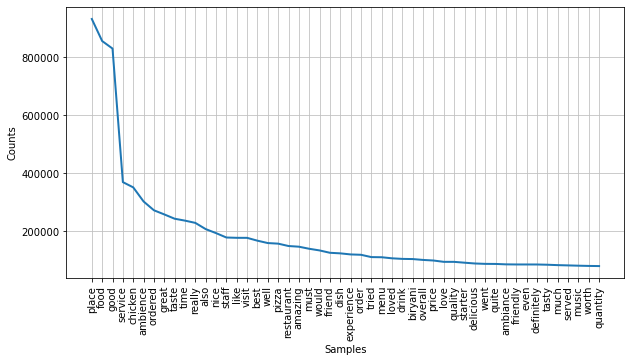 800000
600000
400000
200000
Counts
place
food
good
service
chicken
ambience
ordered
great
taste
time
really
also
nice
staff
like
visit
best
well
pizza
restaurant
amazing
must
would
friend
dish
experience
order
tried
menu
loved
drink
biryani
overall
price
love
quality
starter
delicious
went
quite
ambiance
friendly
even
definitely
tasty
much
served
music
worth
quantity
Samples